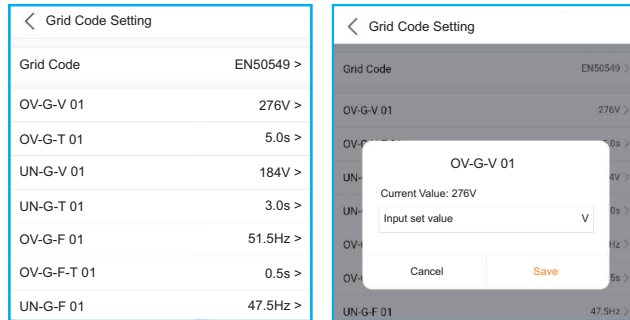 Grid Code Setting
Grid Code EN50549 >
OV-G-V 01 276V >
OV-G-T 01 5.0s >
UN-G-V 01 184V >
UN-G-T 01 3.0s >
OV-G-F 01 51.5Hz >
OV-G-F-T 01 0.5s >
UN-G-F 01 47.5Hz >
Grid Code Setting
Grid Code EN50549 >
OV-G-V 01 276V >
OV-G-V 01
Current Value: 276V
Input set value V
Cancel Save
UN-G-F 01 47.5Hz >